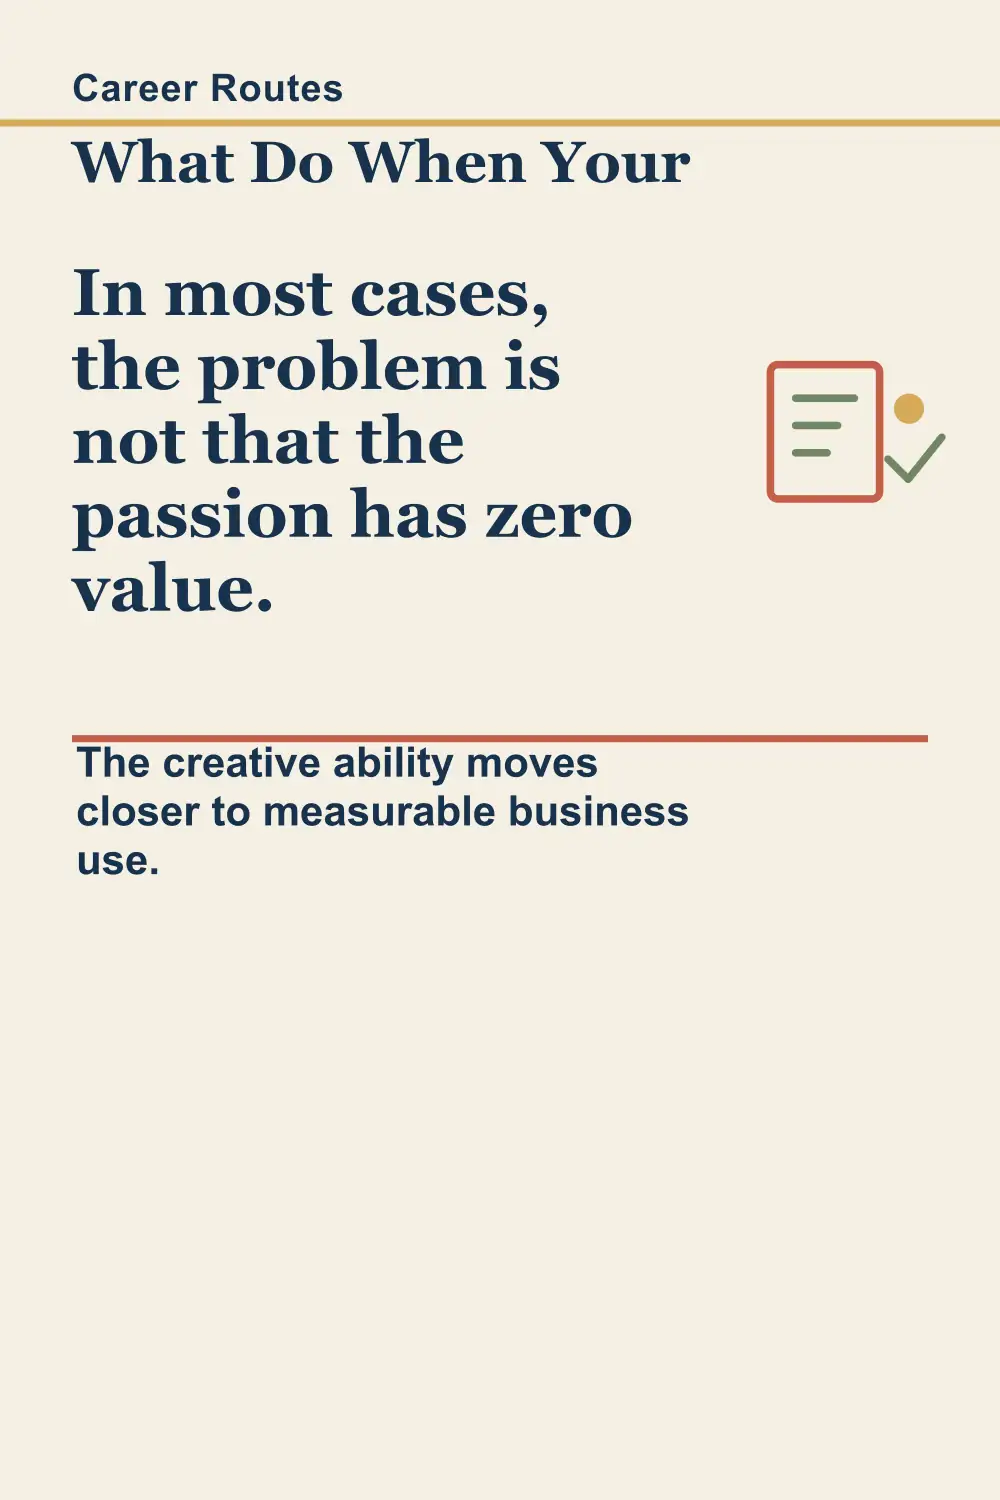 Career Routes
What Do When Your
In most cases,
the problem is
not that the
passion has zero
value.
The creative ability moves
closer to measurable business
use.